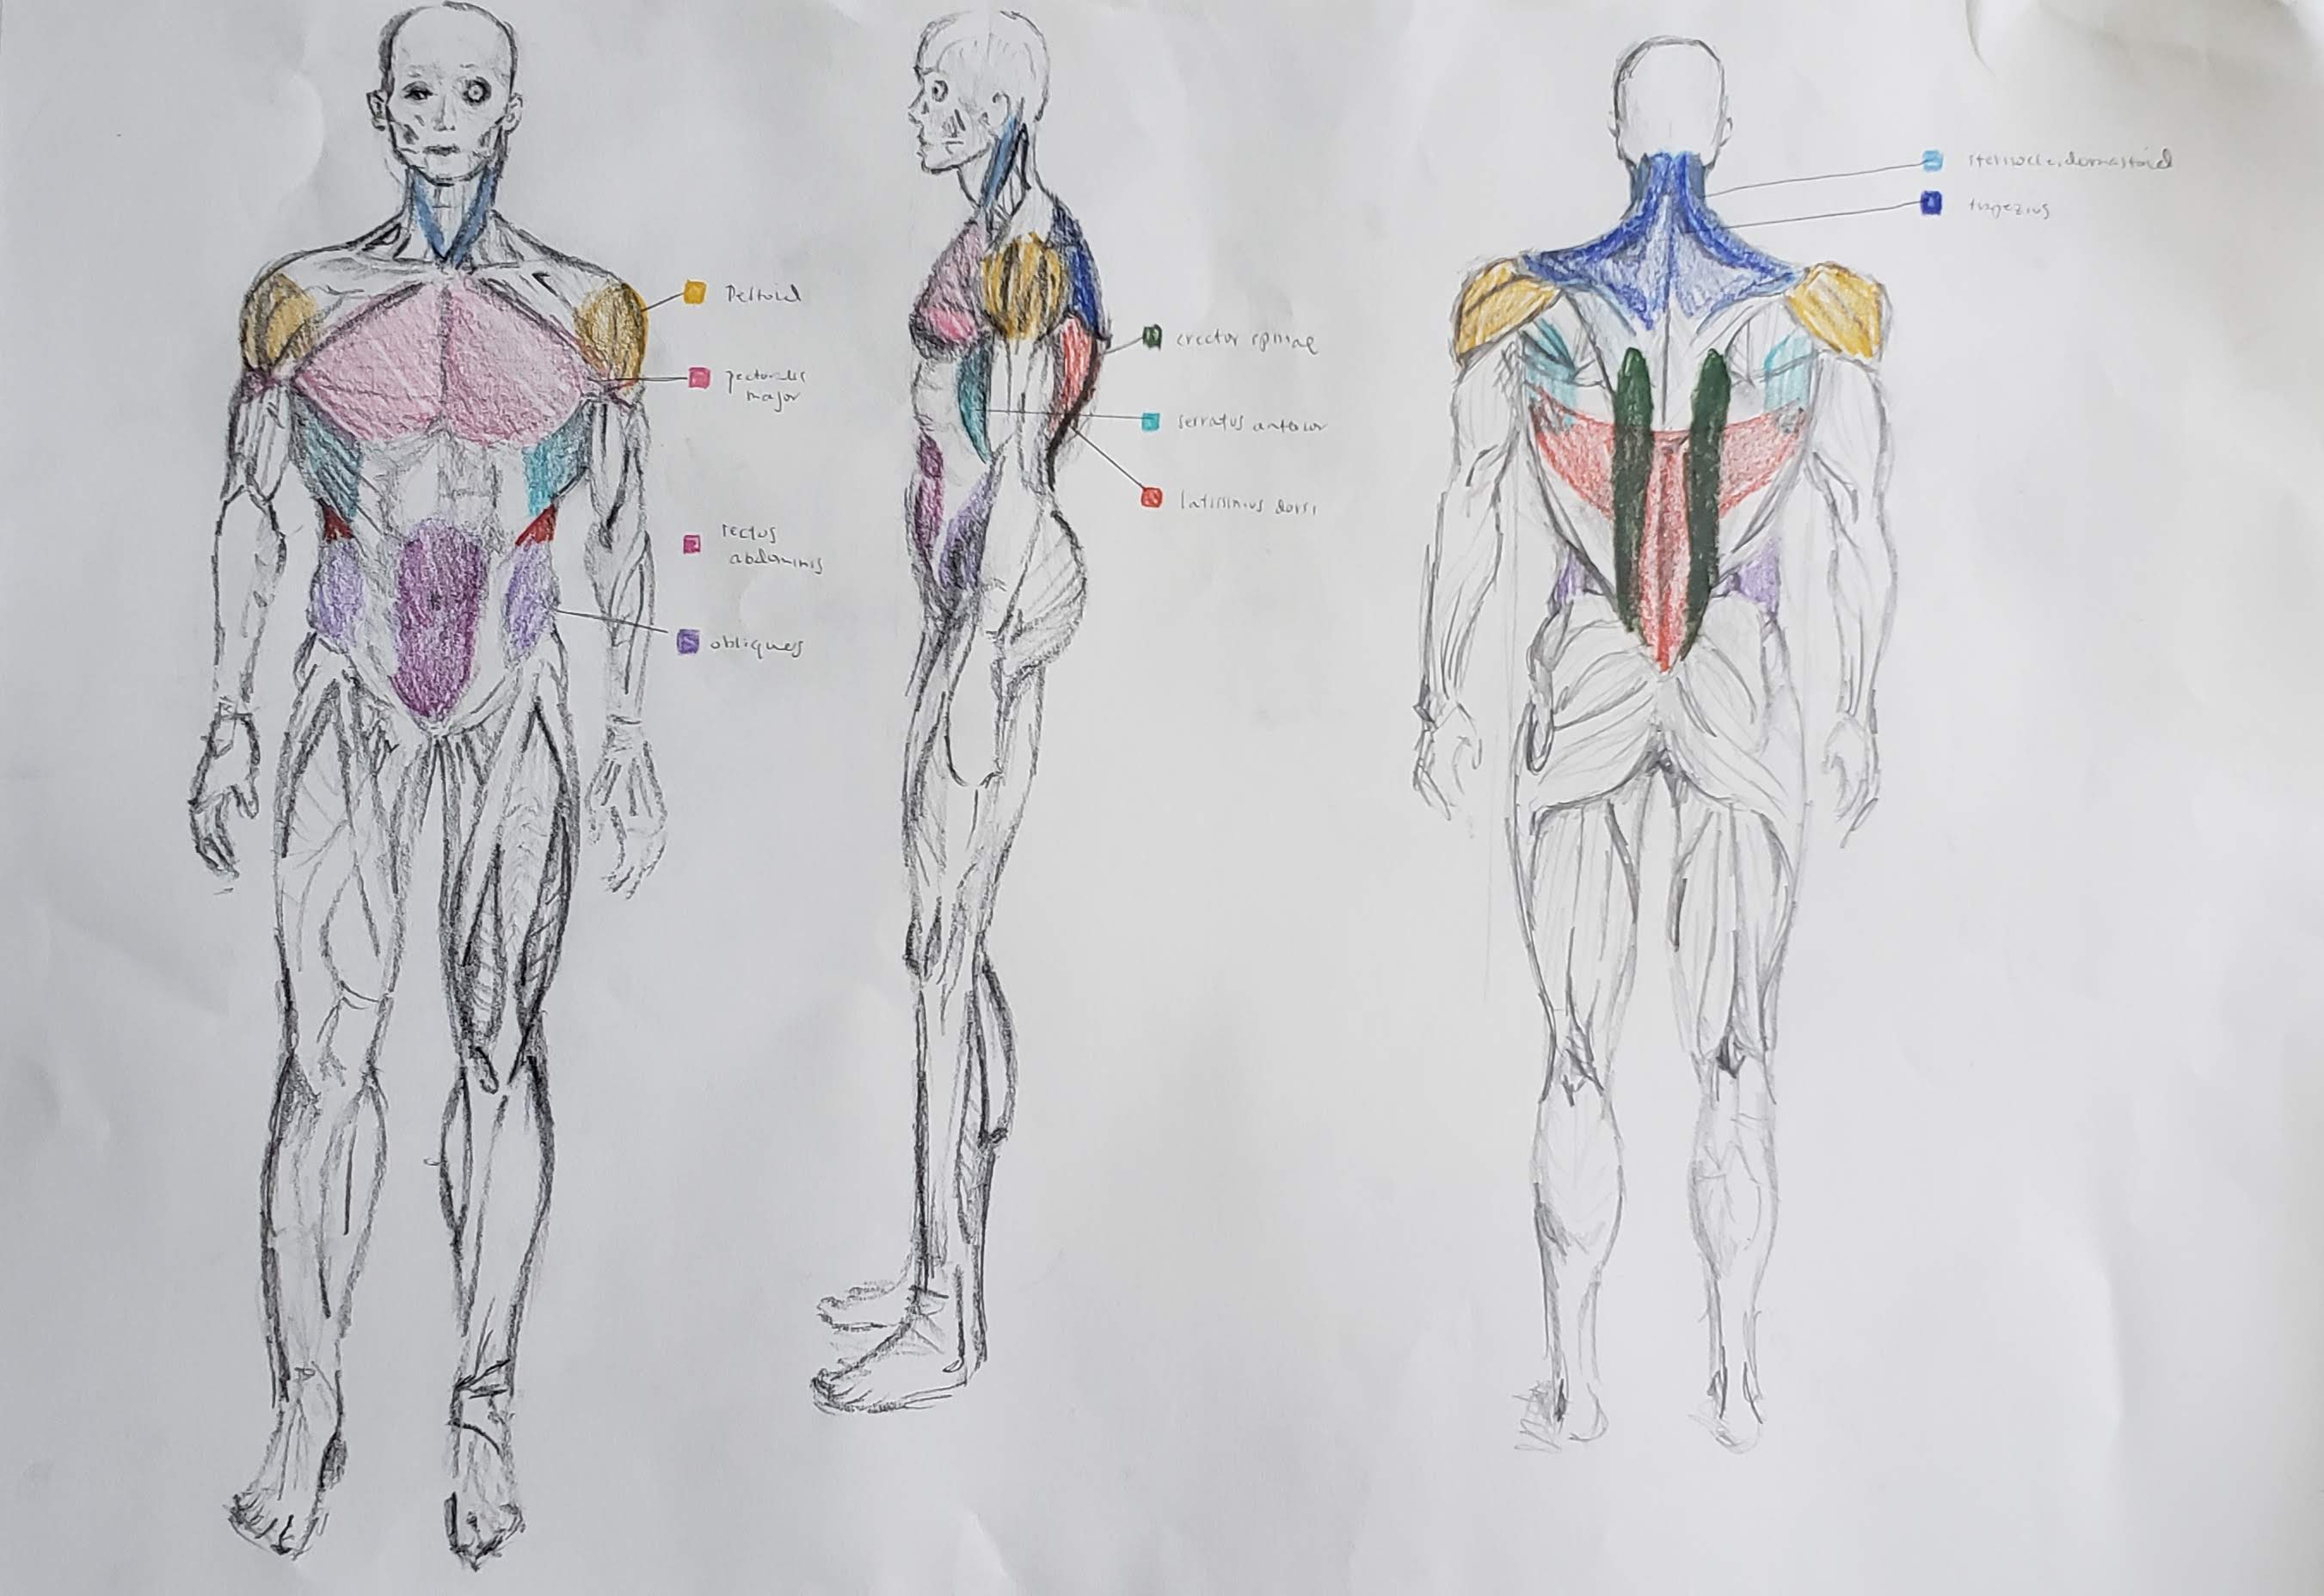 Deltoid
pectoralis
major
rectus
abdominis
obliques
erector spinae
serratus anterior
latissimus dorsi
sternocleidomastoid
trapezius